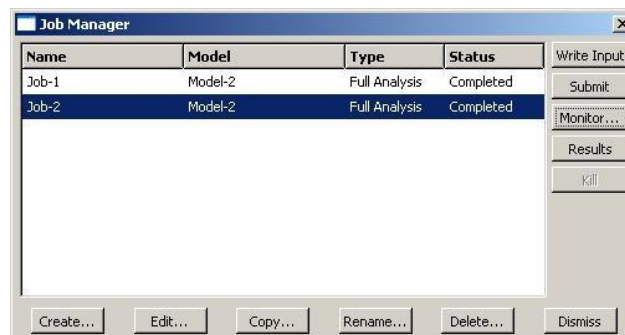 Job Manager
Name Model Type Status Write Input
Job-1 Model-2 Full Analysis Completed Submit
Job-2 Model-2 Full Analysis Completed
Monitor...
Results
Kill
Create... Edit... Copy... Rename... Delete... Dismiss